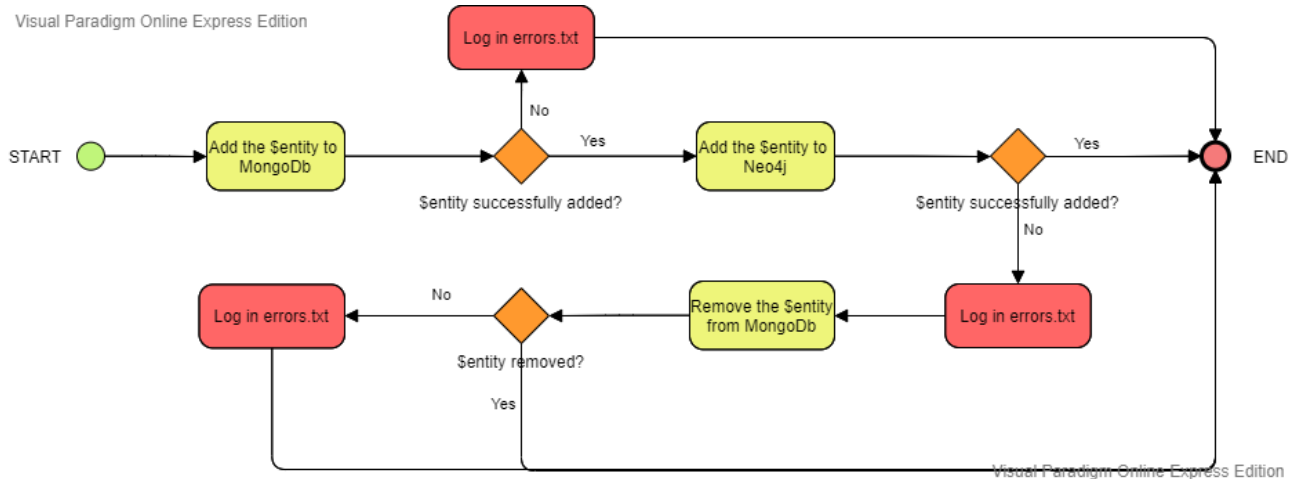 Visual Paradigm Online Express Edition
Log in errors.txt
No
START
Add the $entity to
MongoDb
Yes
$entity successfully added?
Add the $entity to
Neo4j
Yes
$entity successfully added?
END
No
Log in errors.txt
No
$entity removed?
Remove the $entity
from MongoDb
Log in errors.txt
Yes
Visual Paradigm Online Express Edition